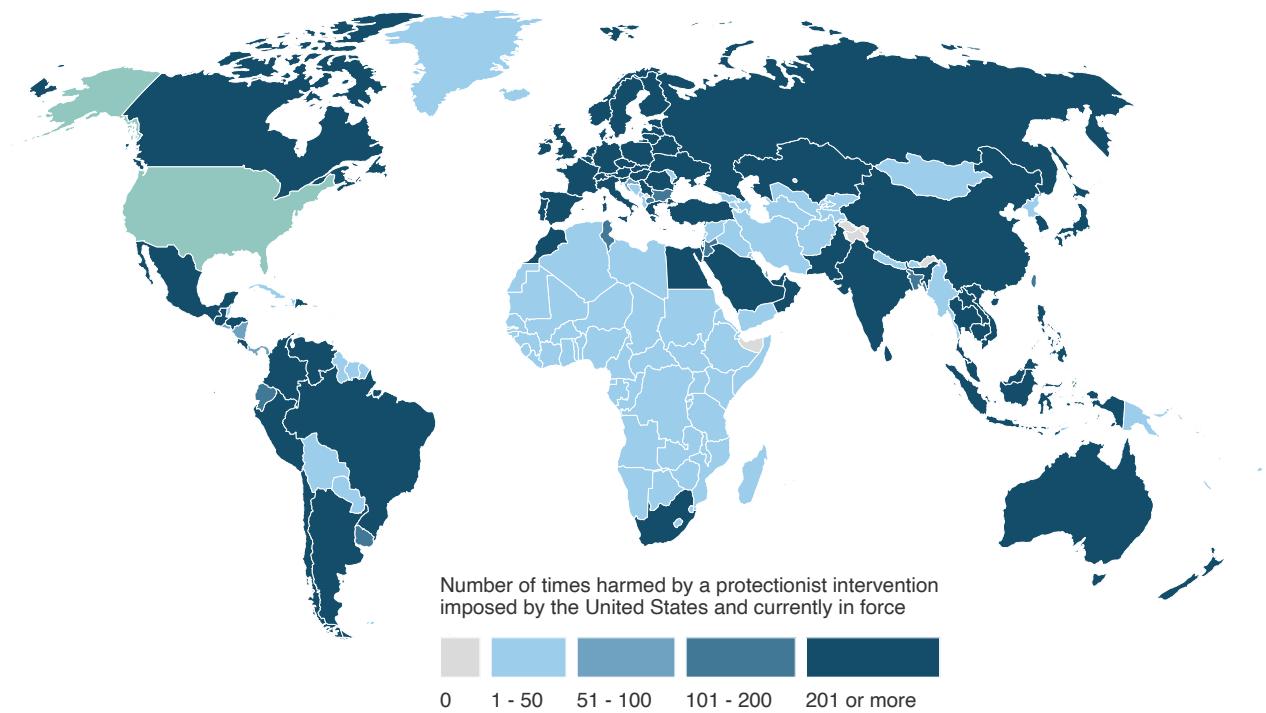 Number of times harmed by a protectionist intervention
imposed by the United States and currently in force
0
1 - 50
51 - 100
101 - 200
201 or more